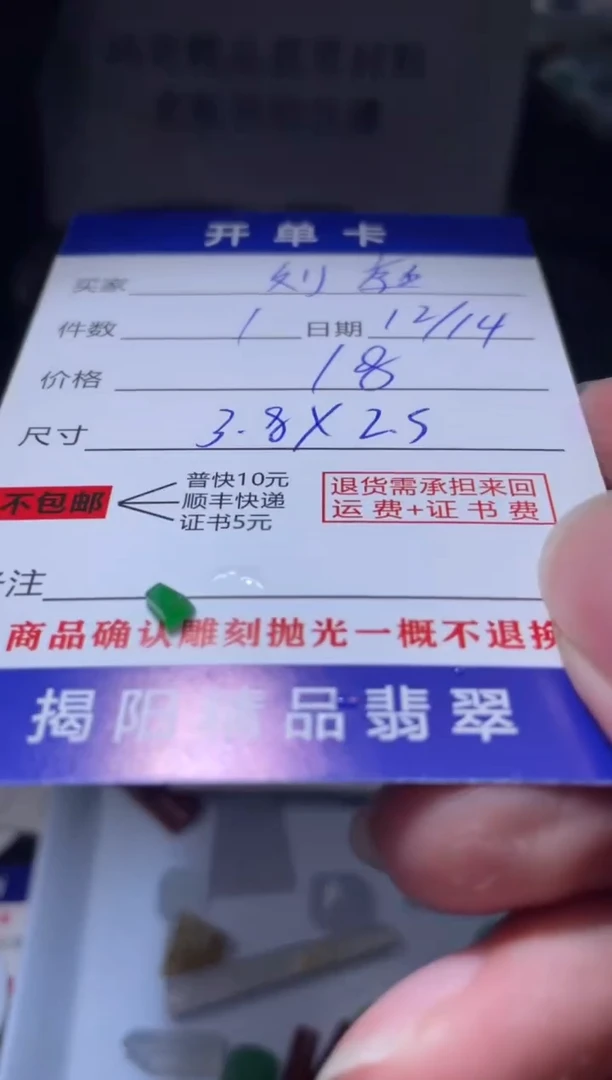 开单卡
买家 刘
件数 1 日期 12/14
价格 18
尺寸 3.8X2.5
不包邮
普快10元
顺丰快递
证书5元
退货需承担来回
运费+证书费
注
商品确认雕刻抛光一概不退换
揭阳精品翡翠